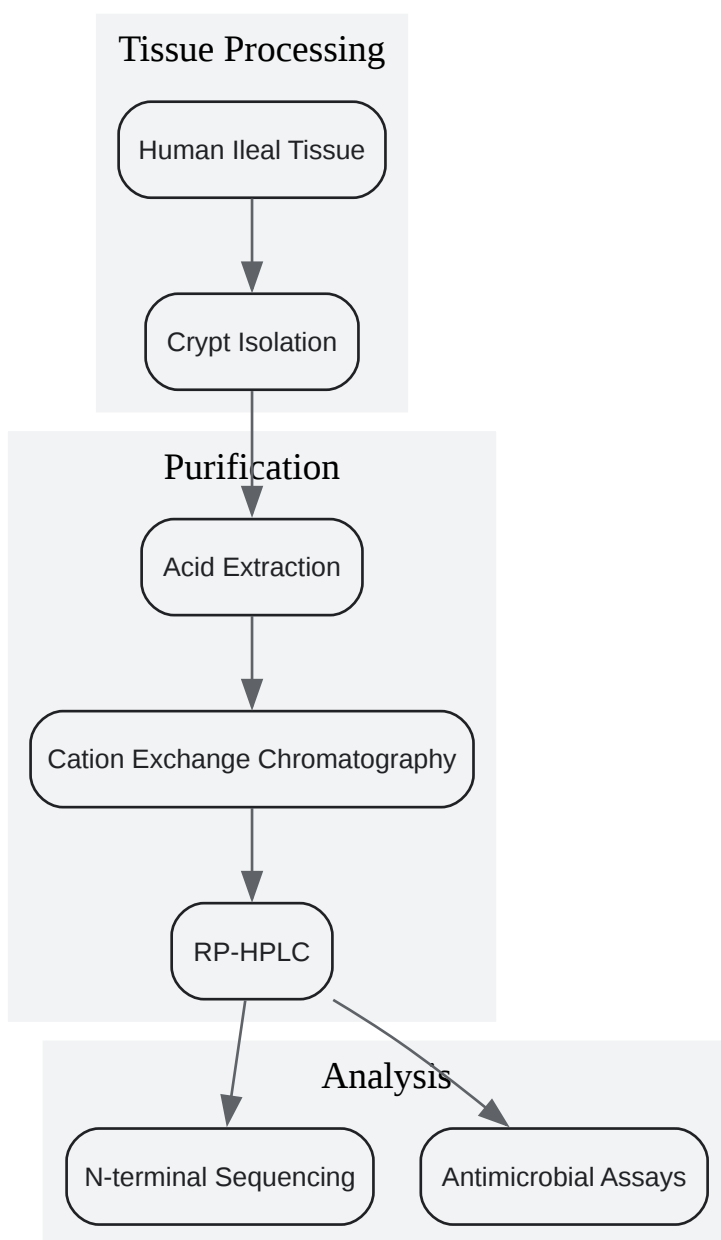 Tissue Processing
Human Ileal Tissue
Crypt Isolation
Purification
Acid Extraction
Cation Exchange Chromatography
RP-HPLC
Analysis
N-terminal Sequencing
Antimicrobial Assays